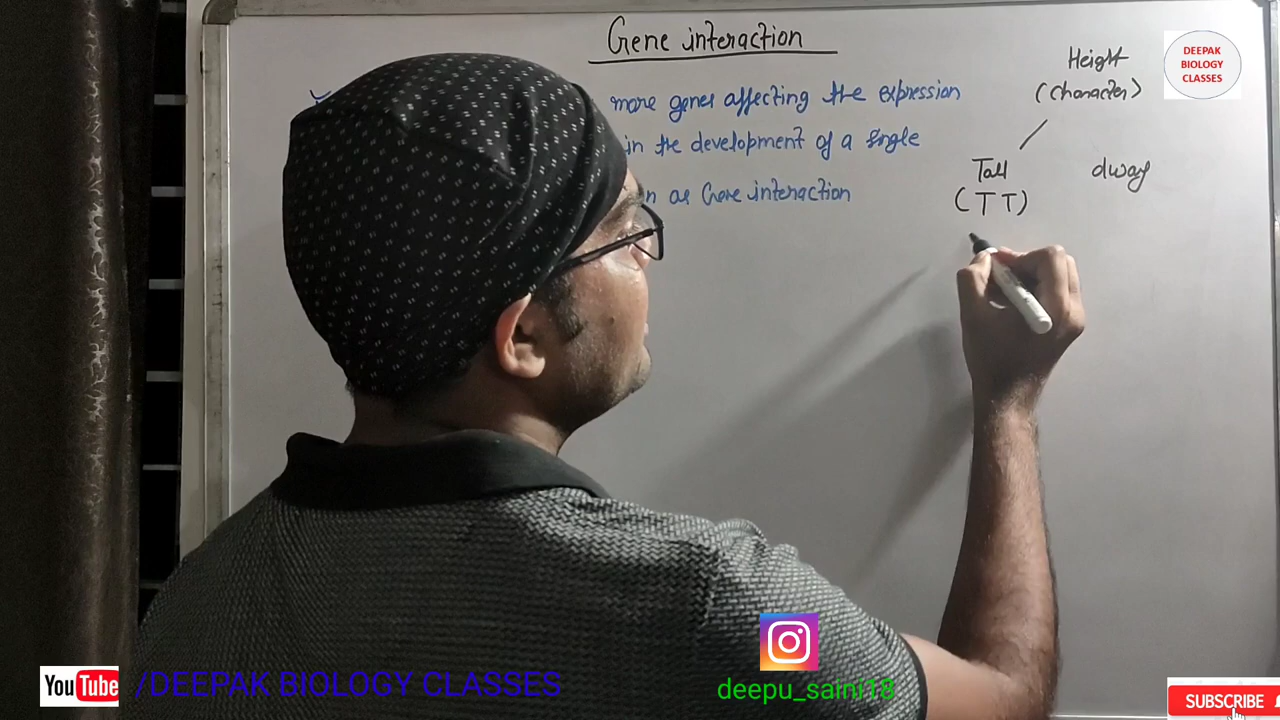 Gene interaction
Height
(Character)
DEEPAK
BIOLOGY
CLASSES
more genes affecting the expression
in the development of a single
Tall
(TT)
n as Gene interaction
/DEEPAK BIOLOGY CLASSES
YouTube
deepu_saini18
SUBSCRIBE